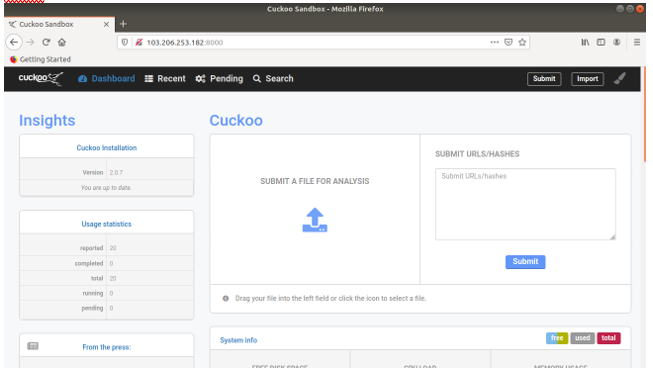 Cuckoo Sandbox - Mozilla Firefox
Cuckoo Sandbox
103.206.253.182:8000
Getting Started
cuckoo Dashboard Recent Pending Search Submit Import
Insights
Cuckoo Installation
Version 2.0.7
You are up to date.
Usage statistics
reported 20
completed 0
total 20
running 0
pending 0
From the press:
Cuckoo
SUBMIT A FILE FOR ANALYSIS
SUBMIT URLS/HASHES
Submit URLs/hashes
Submit
Drag your file into the left field or click the icon to select a file.
System info free used total
FREE DISK SPACE CPU LOAD MEMORY USAGE